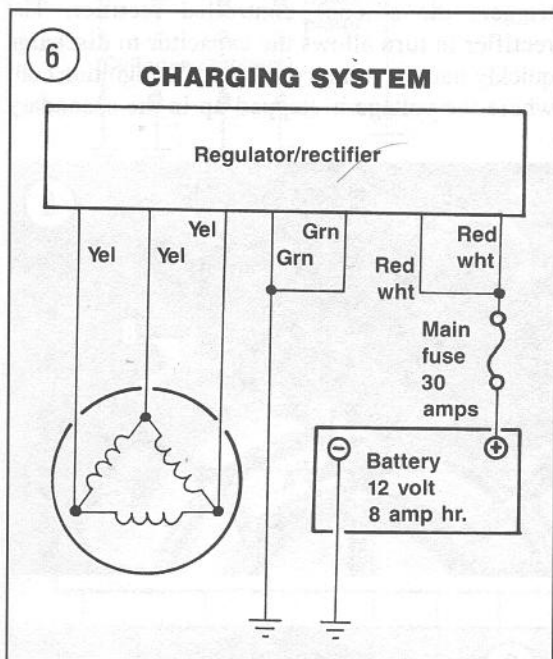 6
CHARGING SYSTEM
Regulator/rectifier
Yel
Yel
Yel
Grn
Grn
Red
wht
Red
wht
Main
fuse
30
amps
Battery
12 volt
8 amp hr.